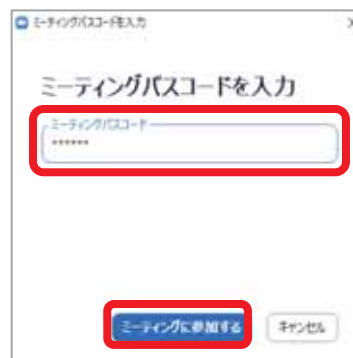 ミーティングパスコードを入力
×
ミーティングパスコードを入力
ミーティングパスコード
******
ミーティングに参加する
キャンセル